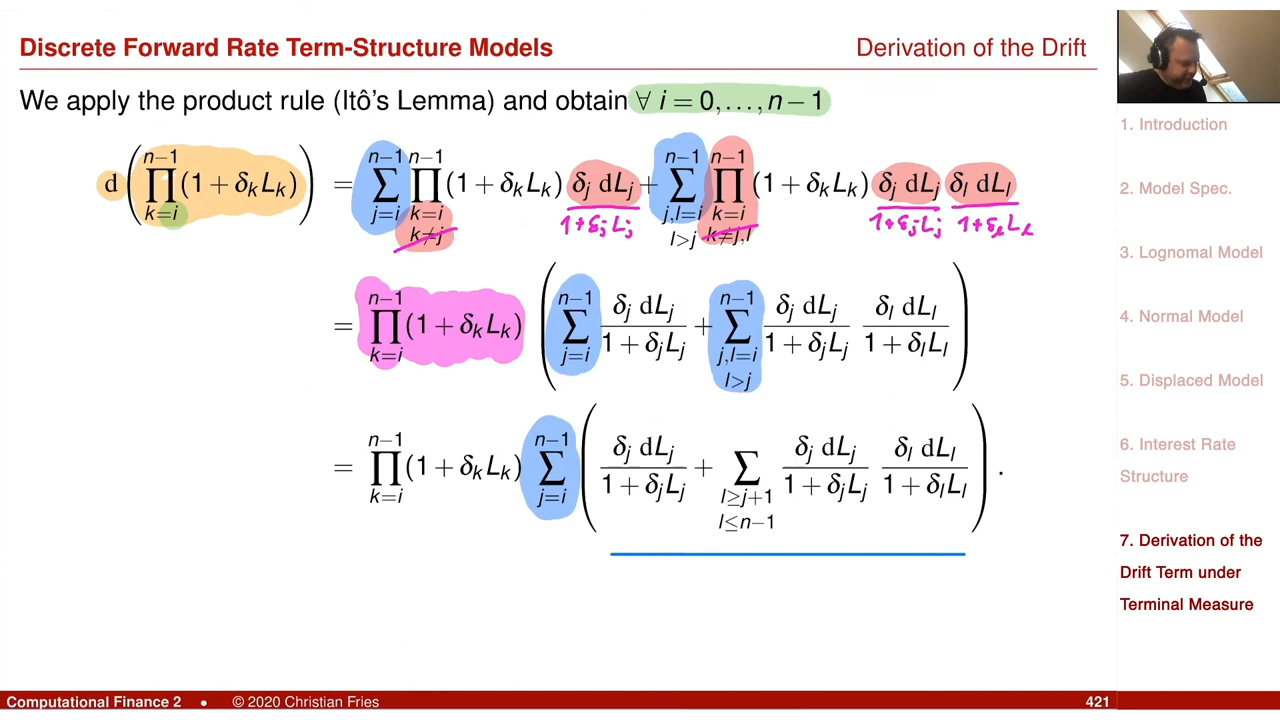 Discrete Forward Rate Term-Structure Models
Derivation of the Drift
We apply the product rule (Itô's Lemma) and obtain ∀ i = 0,...,n−1
d(∏_{k=i}^{n−1}(1+δ_k L_k)) = ∑_{j=i}^{n−1} ∏_{k=i, k≠j}^{n−1}(1+δ_k L_k) δ_j dL_j + ∑_{j,l=i, l>j}^{n−1} ∏_{k=i, k≠j,l}^{n−1}(1+δ_k L_k) δ_j dL_j δ_l dL_l
1+δ_j L_j 1+δ_j L_j 1+δ_l L_l
= ∏_{k=i}^{n−1}(1+δ_k L_k) (∑_{j=i}^{n−1} (δ_j dL_j)/(1+δ_j L_j) + ∑_{j,l=i, l>j}^{n−1} (δ_j dL_j)/(1+δ_j L_j) (δ_l dL_l)/(1+δ_l L_l))
= ∏_{k=i}^{n−1}(1+δ_k L_k) ∑_{j=i}^{n−1} ((δ_j dL_j)/(1+δ_j L_j) + ∑_{l≥j+1, l≤n−1} (δ_j dL_j)/(1+δ_j L_j) (δ_l dL_l)/(1+δ_l L_l)).
1. Introduction
2. Model Spec.
3. Lognomal Model
4. Normal Model
5. Displaced Model
6. Interest Rate
Structure
7. Derivation of the
Drift Term under
Terminal Measure
Computational Finance 2 • © 2020 Christian Fries
421